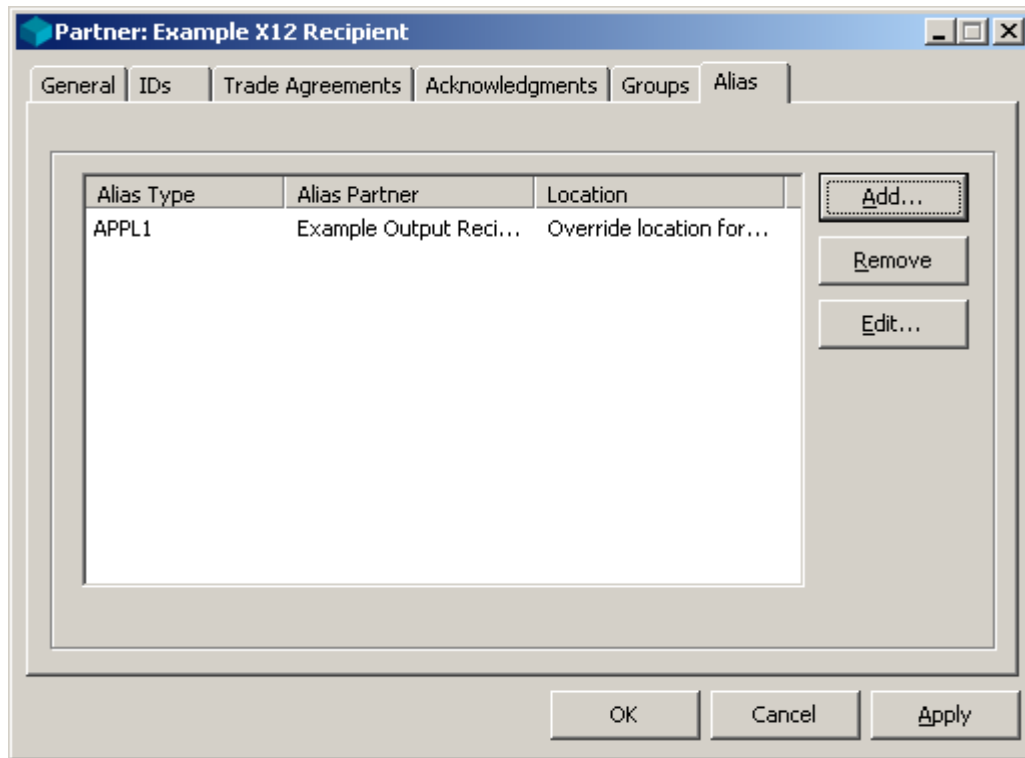 Partner: Example X12 Recipient
General IDs Trade Agreements Acknowledgments Groups Alias
Alias Type Alias Partner Location
APPL1 Example Output Reci... Override location for...
Add...
Remove
Edit...
OK Cancel Apply